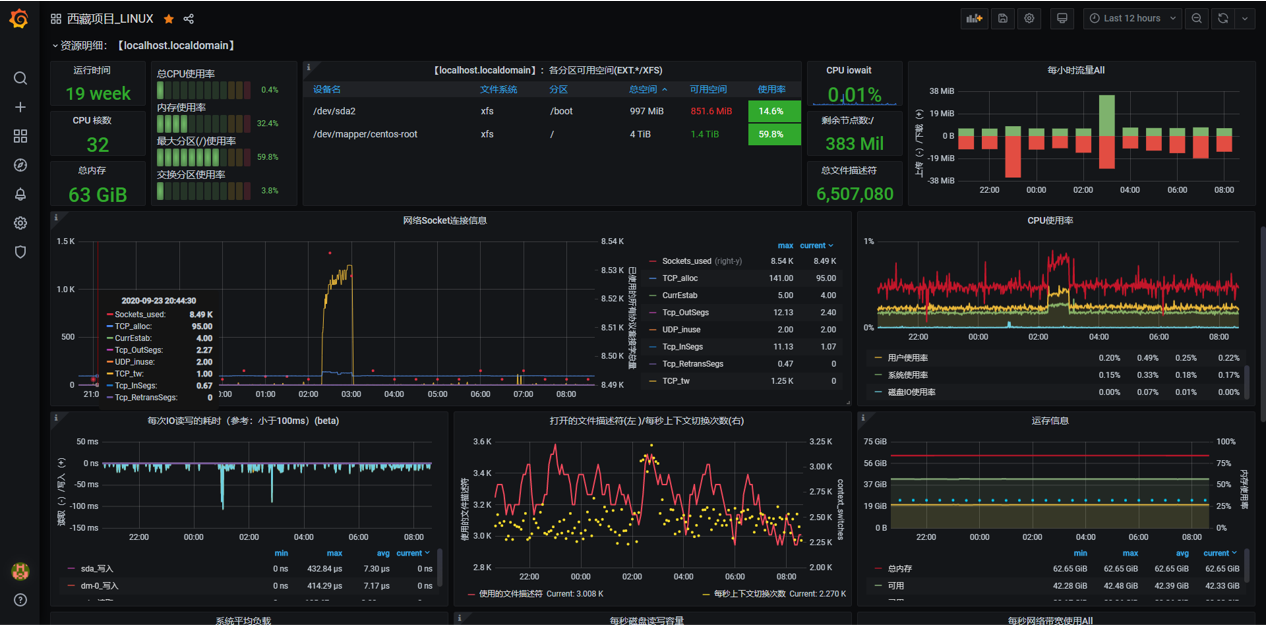 西藏项目_LINUX
Last 12 hours
资源明细：【localhost.localdomain】
运行时间
19 week
CPU 核数
32
总内存
63 GiB
总CPU使用率
0.4%
内存使用率
32.4%
最大分区(/)使用率
59.8%
交换分区使用率
3.8%
【localhost.localdomain】：各分区可用空间(EXT.*/XFS)
设备名 文件系统 分区 总空间 可用空间 使用率
/dev/sda2 xfs /boot 997 MiB 851.6 MiB 14.6%
/dev/mapper/centos-root xfs / 4 TiB 1.4 TiB 59.8%
CPU iowait
0.01%
剩余节点数:/
383 Mil
总文件描述符
6,507,080
每小时流量All
上传 (-) /下载 (+)
38 MiB
19 MiB
0 B
-19 MiB
-38 MiB
22:00 00:00 02:00 04:00 06:00 08:00
网络Socket连接信息
1.5 K
1.0 K
500
0
8.54 K
8.53 K
8.52 K
8.51 K
8.50 K
8.49 K
已使用的所有协议套接字总量
21:0 :00 01:00 02:00 03:00 04:00 05:00 06:00 07:00 08:00
2020-09-23 20:44:30
Sockets_used: 8.49 K
TCP_alloc: 95.00
CurrEstab: 4.00
Tcp_OutSegs: 2.27
UDP_inuse: 2.00
TCP_tw: 1.00
Tcp_InSegs: 0.67
Tcp_RetransSegs: 0
max current
Sockets_used (right-y) 8.54 K 8.49 K
TCP_alloc 141.00 95.00
CurrEstab 5.00 4.00
Tcp_OutSegs 12.13 2.40
UDP_inuse 2.00 2.00
Tcp_InSegs 11.13 1.07
Tcp_RetransSegs 0.47 0
TCP_tw 1.25 K 0
CPU使用率
1%
0%
22:00 00:00 02:00 04:00 06:00 08:00
用户使用率 0.20% 0.49% 0.25% 0.22%
系统使用率 0.15% 0.33% 0.18% 0.17%
磁盘IO使用率 0.00% 0.07% 0.01% 0.00%
每次IO读写的耗时（参考：小于100ms）(beta)
读取 (-) /写入 (+)
50 ms
0 ns
-50 ms
-100 ms
-150 ms
22:00 00:00 02:00 04:00 06:00 08:00
min max avg current
sda_写入 0 ns 432.84 µs 7.30 µs 0 ns
dm-0_写入 0 ns 414.29 µs 7.17 µs 0 ns
打开的文件描述符(左 )/每秒上下文切换次数(右)
使用的文件描述符
3.6 K
3.4 K
3.2 K
3.0 K
2.8 K
3.25 K
3.00 K
2.75 K
2.50 K
2.25 K
2.00 K
context_switches
22:00 00:00 02:00 04:00 06:00 08:00
使用的文件描述符 Current: 3.008 K
每秒上下文切换次数 Current: 2.270 K
运存信息
75 GiB
56 GiB
37 GiB
19 GiB
0 B
100%
75%
50%
25%
0%
内存使用率
22:00 00:00 02:00 04:00 06:00 08:00
min max avg current
总内存 62.65 GiB 62.65 GiB 62.65 GiB 62.65 GiB
可用 42.28 GiB 42.48 GiB 42.39 GiB 42.33 GiB
系统平均负载
每秒磁盘读写容量
每秒网络带宽使用All